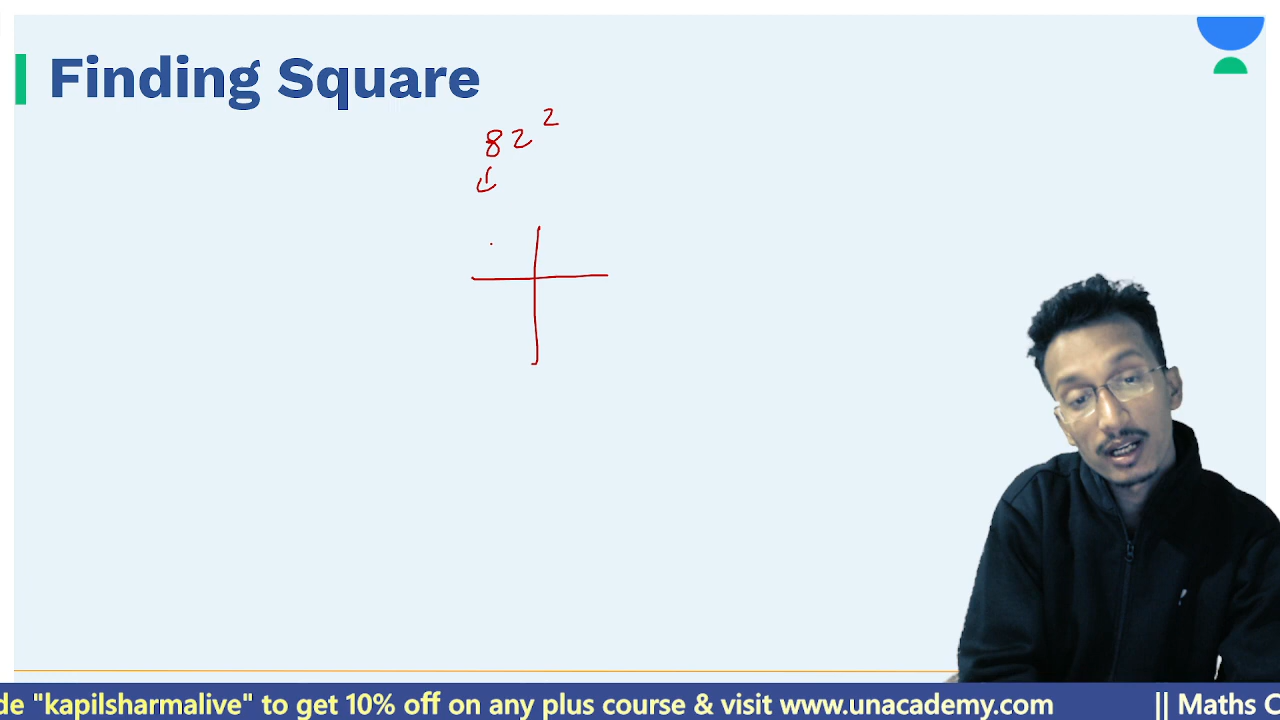 Finding Square
82²
de "kapilsharmalive" to get 10% off on any plus course & visit www.unacademy.com || Maths C